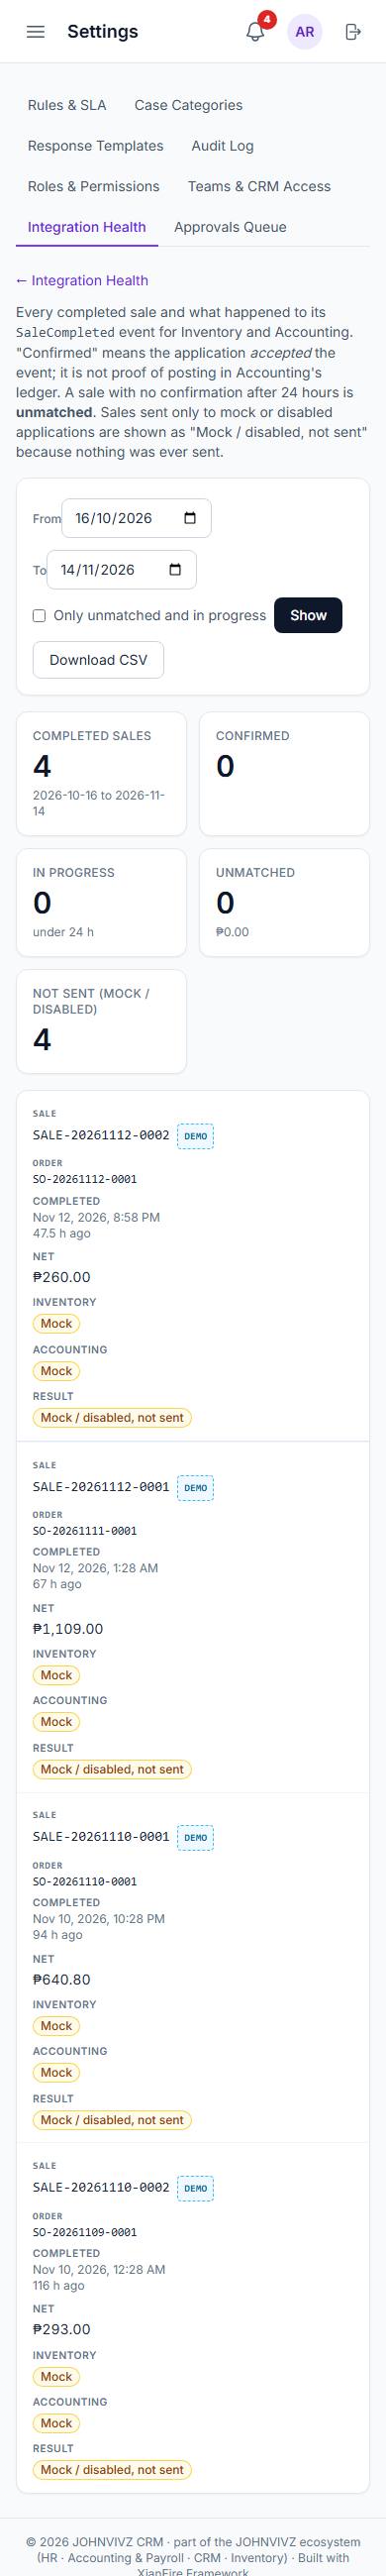 Settings
4
AR
Rules & SLA Case Categories
Response Templates Audit Log
Roles & Permissions Teams & CRM Access
Integration Health Approvals Queue
← Integration Health
Every completed sale and what happened to its
SaleCompleted event for Inventory and Accounting.
"Confirmed" means the application accepted the
event; it is not proof of posting in Accounting's
ledger. A sale with no confirmation after 24 hours is
unmatched. Sales sent only to mock or disabled
applications are shown as "Mock / disabled, not sent"
because nothing was ever sent.
From 16/10/2026
To 14/11/2026
Only unmatched and in progress Show
Download CSV
COMPLETED SALES
4
2026-10-16 to 2026-11-
14
CONFIRMED
0
IN PROGRESS
0
under 24 h
UNMATCHED
0
₱0.00
NOT SENT (MOCK /
DISABLED)
4
SALE
SALE-20261112-0002 DEMO
ORDER
SO-20261112-0001
COMPLETED
Nov 12, 2026, 8:58 PM
47.5 h ago
NET
₱260.00
INVENTORY
Mock
ACCOUNTING
Mock
RESULT
Mock / disabled, not sent
SALE
SALE-20261112-0001 DEMO
ORDER
SO-20261111-0001
COMPLETED
Nov 12, 2026, 1:28 AM
67 h ago
NET
₱1,109.00
INVENTORY
Mock
ACCOUNTING
Mock
RESULT
Mock / disabled, not sent
SALE
SALE-20261110-0001 DEMO
ORDER
SO-20261110-0001
COMPLETED
Nov 10, 2026, 10:28 PM
94 h ago
NET
₱640.80
INVENTORY
Mock
ACCOUNTING
Mock
RESULT
Mock / disabled, not sent
SALE
SALE-20261110-0002 DEMO
ORDER
SO-20261109-0001
COMPLETED
Nov 10, 2026, 12:28 AM
116 h ago
NET
₱293.00
INVENTORY
Mock
ACCOUNTING
Mock
RESULT
Mock / disabled, not sent
© 2026 JOHNVIVZ CRM · part of the JOHNVIVZ ecosystem
(HR · Accounting & Payroll · CRM · Inventory) · Built with
XianFire Framework